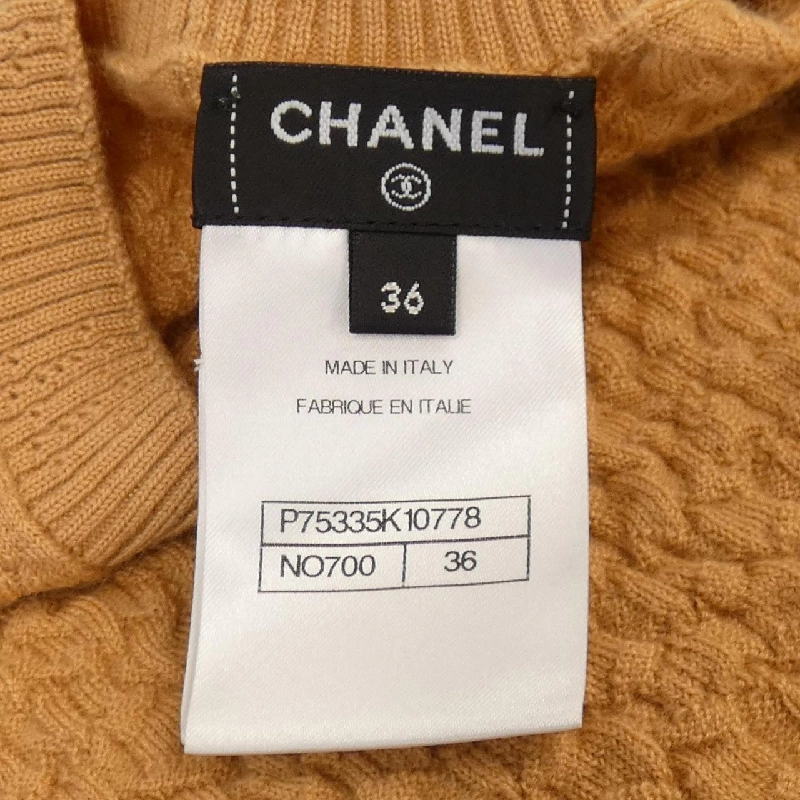 CHANEL
36
MADE IN ITALY
FABRIQUE EN ITALIE
P75335K10778
NO700 36